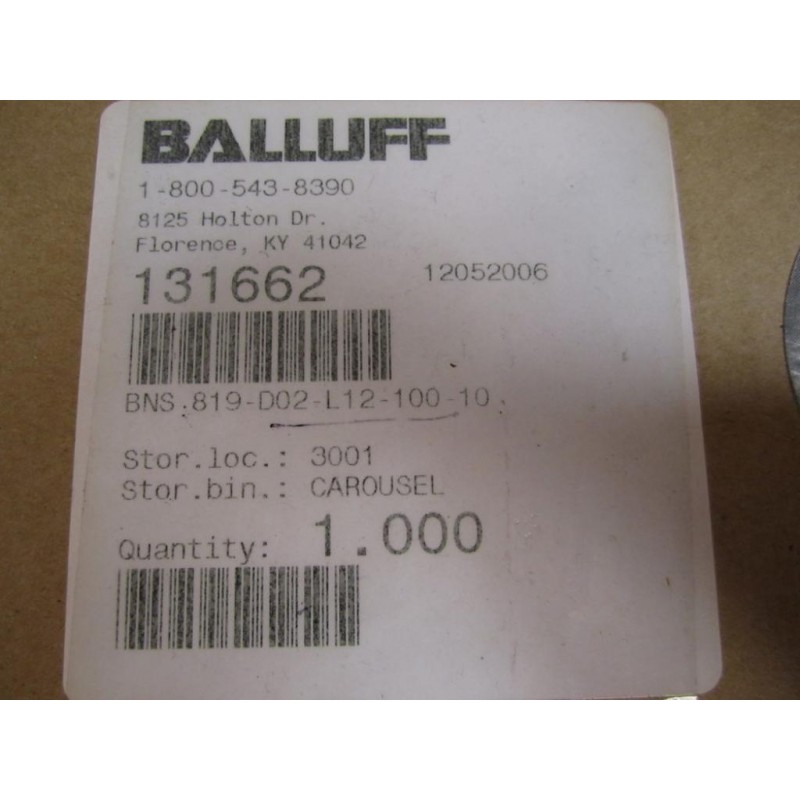 BALLUFF
1-800-543-8390
8125 Holton Dr.
Florence, KY 41042
131662 12052006
BNS 819-D02-L12-100-10
Stor.loc.: 3001
Stor.bin.: CAROUSEL
Quantity: 1.000